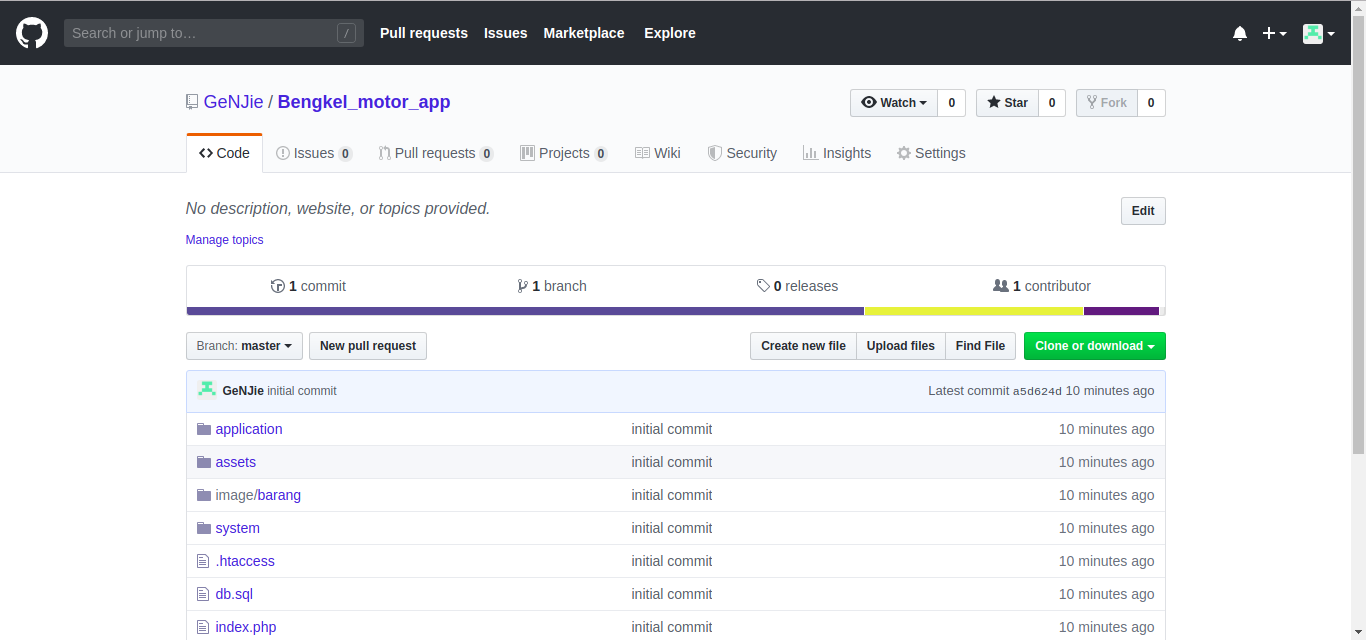 Search or jump to… / Pull requests Issues Marketplace Explore
GeNJie / Bengkel_motor_app Watch 0 Star 0 Fork 0
Code Issues 0 Pull requests 0 Projects 0 Wiki Security Insights Settings
No description, website, or topics provided. Edit
Manage topics
1 commit 1 branch 0 releases 1 contributor
Branch: master New pull request Create new file Upload files Find File Clone or download
GeNJie initial commit Latest commit a5d624d 10 minutes ago
application initial commit 10 minutes ago
assets initial commit 10 minutes ago
image/barang initial commit 10 minutes ago
system initial commit 10 minutes ago
.htaccess initial commit 10 minutes ago
db.sql initial commit 10 minutes ago
index.php initial commit 10 minutes ago